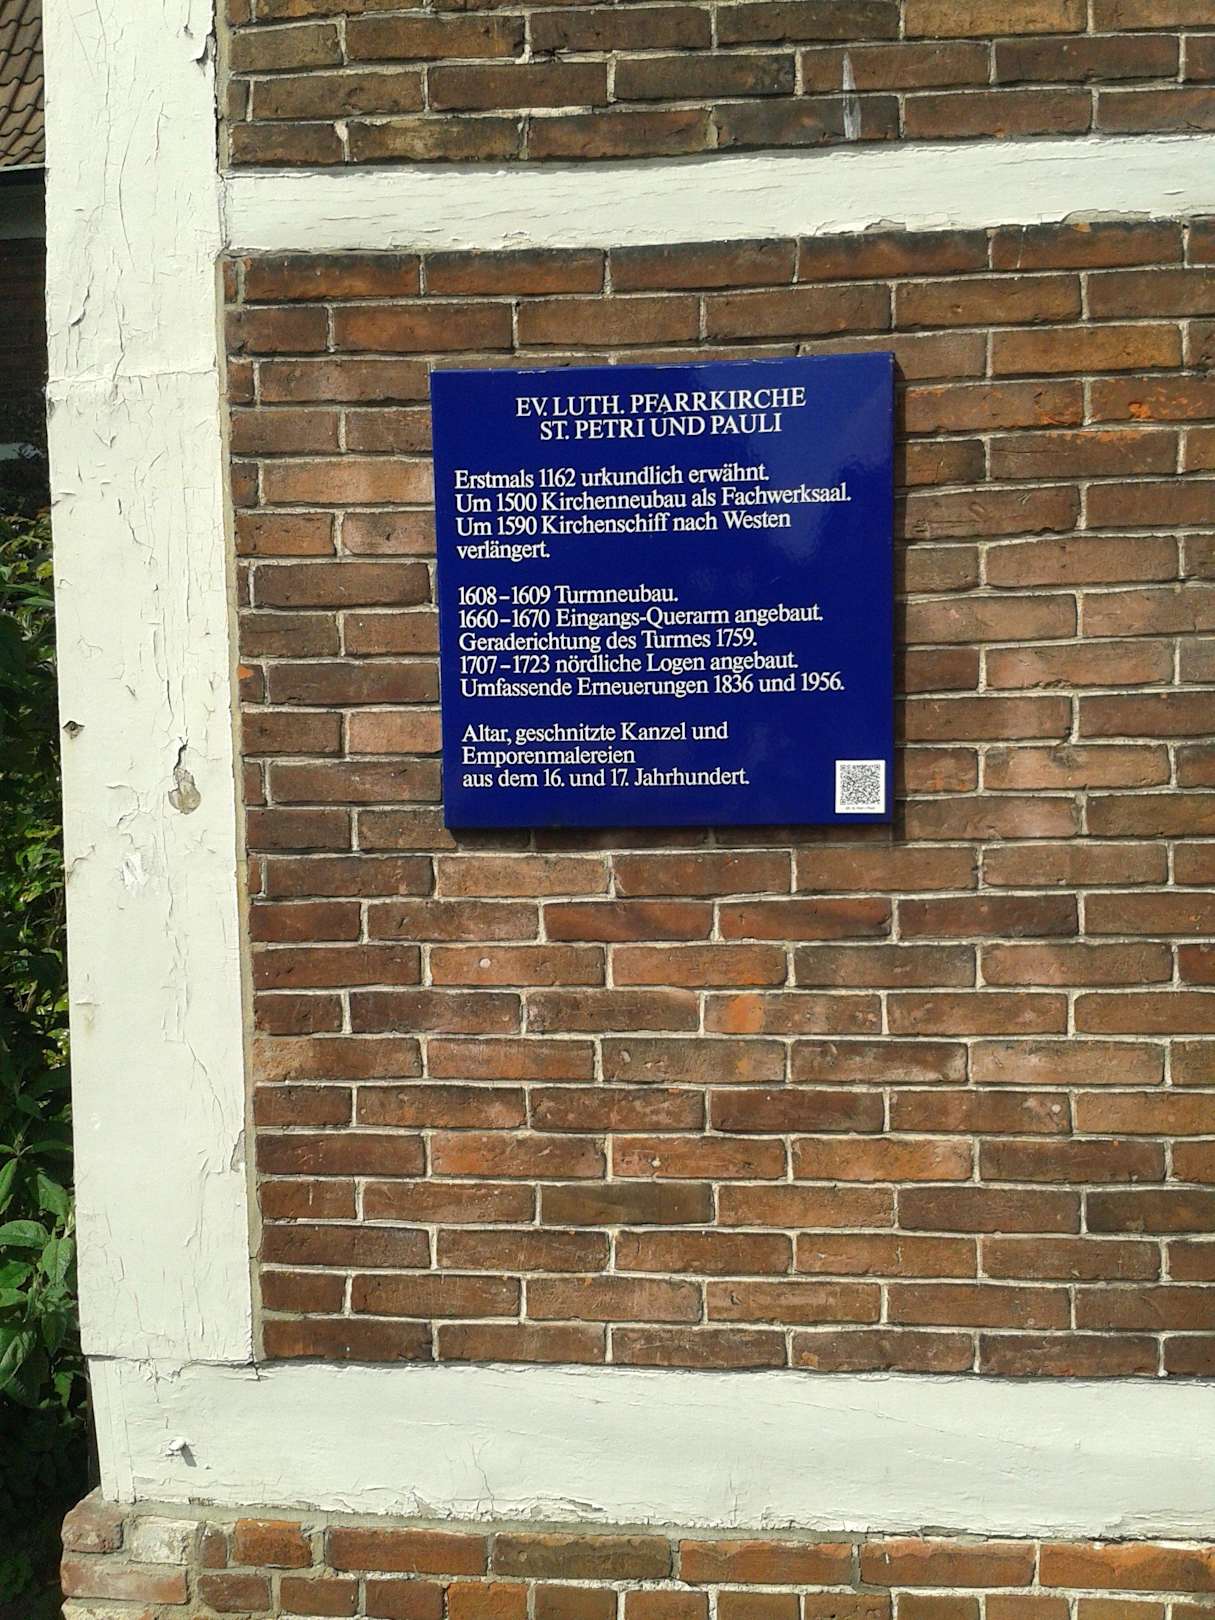 EV. LUTH. PFARRKIRCHE
ST. PETRI UND PAULI
Erstmals 1162 urkundlich erwähnt.
Um 1500 Kirchenneubau als Fachwerksaal.
Um 1590 Kirchenschiff nach Westen
verlängert.
1608–1609 Turmneubau.
1660–1670 Eingangs-Querarm angebaut.
Geraderichtung des Turmes 1759.
1707–1723 nördliche Logen angebaut.
Umfassende Erneuerungen 1836 und 1956.
Altar, geschnitzte Kanzel und
Emporenmalereien
aus dem 16. und 17. Jahrhundert.